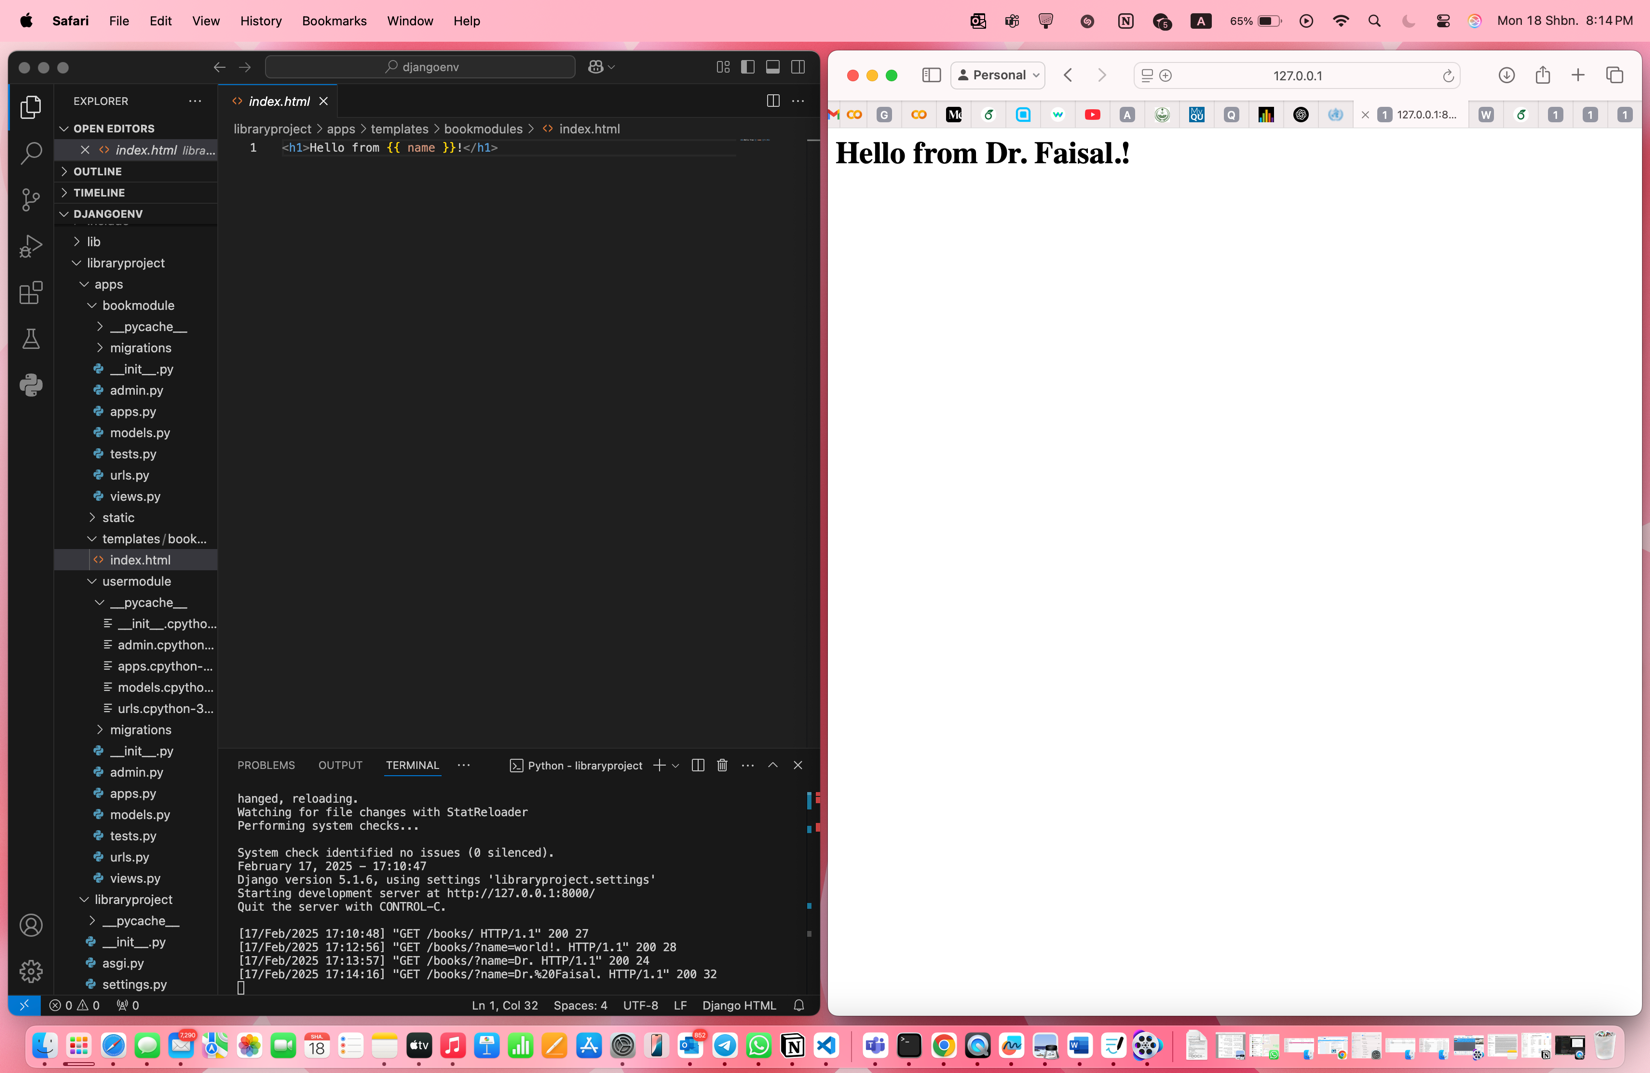 Safari File Edit View History Bookmarks Window Help
65%
Mon 18 Shbn. 8:14 PM
djangoenv
EXPLORER
OPEN EDITORS
index.html libra...
OUTLINE
TIMELINE
DJANGOENV
lib
libraryproject
apps
bookmodule
__pycache__
migrations
__init__.py
admin.py
apps.py
models.py
tests.py
urls.py
views.py
static
templates/book...
index.html
usermodule
__pycache__
__init__.cpytho...
admin.cpython...
apps.cpython-...
models.cpytho...
urls.cpython-3...
migrations
__init__.py
admin.py
apps.py
models.py
tests.py
urls.py
views.py
libraryproject
__pycache__
__init__.py
asgi.py
settings.py
index.html
libraryproject > apps > templates > bookmodules > index.html
1 <h1>Hello from {{ name }}!</h1>
PROBLEMS OUTPUT TERMINAL
Python - libraryproject
hanged, reloading.
Watching for file changes with StatReloader
Performing system checks...
System check identified no issues (0 silenced).
February 17, 2025 - 17:10:47
Django version 5.1.6, using settings 'libraryproject.settings'
Starting development server at http://127.0.0.1:8000/
Quit the server with CONTROL-C.
[17/Feb/2025 17:10:48] "GET /books/ HTTP/1.1" 200 27
[17/Feb/2025 17:12:56] "GET /books/?name=world!. HTTP/1.1" 200 28
[17/Feb/2025 17:13:57] "GET /books/?name=Dr. HTTP/1.1" 200 24
[17/Feb/2025 17:14:16] "GET /books/?name=Dr.%20Faisal. HTTP/1.1" 200 32
0 0 0
Ln 1, Col 32 Spaces: 4 UTF-8 LF Django HTML
Personal
127.0.0.1
1 127.0.0.1:8...
Hello from Dr. Faisal.!